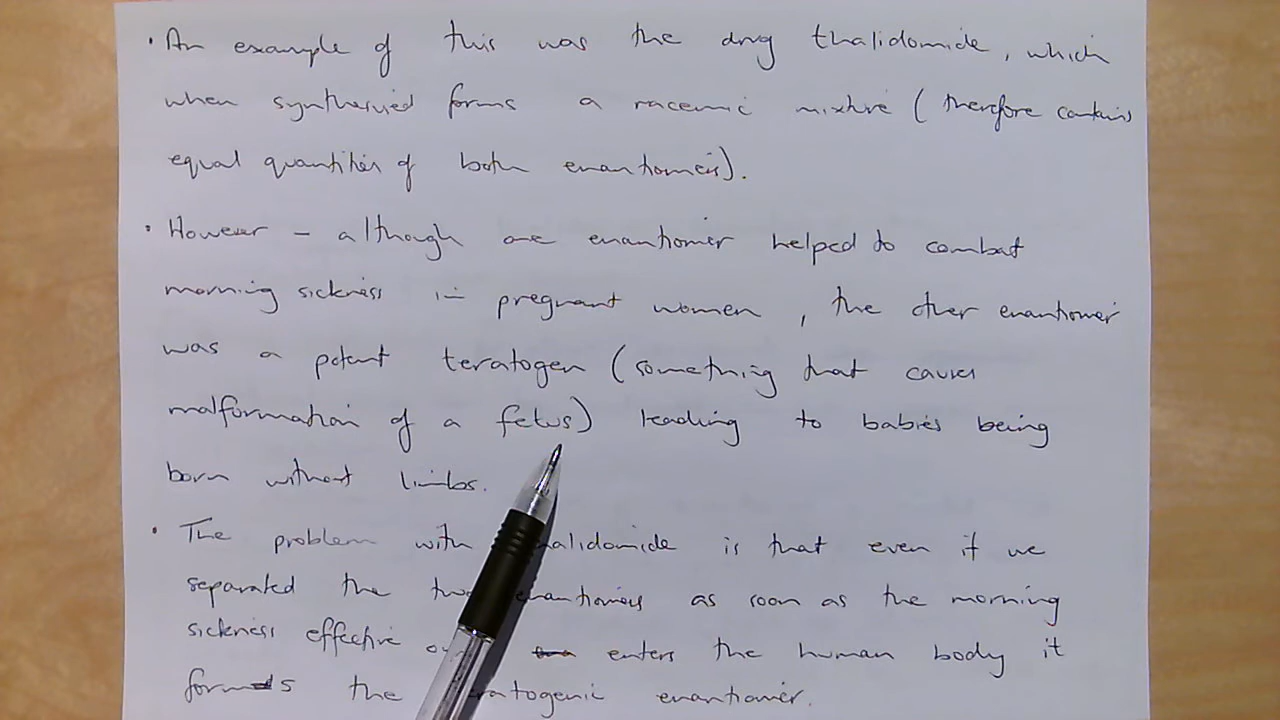 · An example of this was the drug thalidomide, which
when synthesised forms a racemic mixture (therefore contains
equal quantities of both enantiomers).
· However - although one enantiomer helped to combat
morning sickness in pregnant women, the other enantiomer
was a potent teratogen (something that causes
malformation of a fetus) leading to babies being
born without limbs.
· The problem with halidomide is that even if we
separated the two enantiomers as soon as the morning
sickness effective enters the human body it
forms the ratogenic enantiomer.